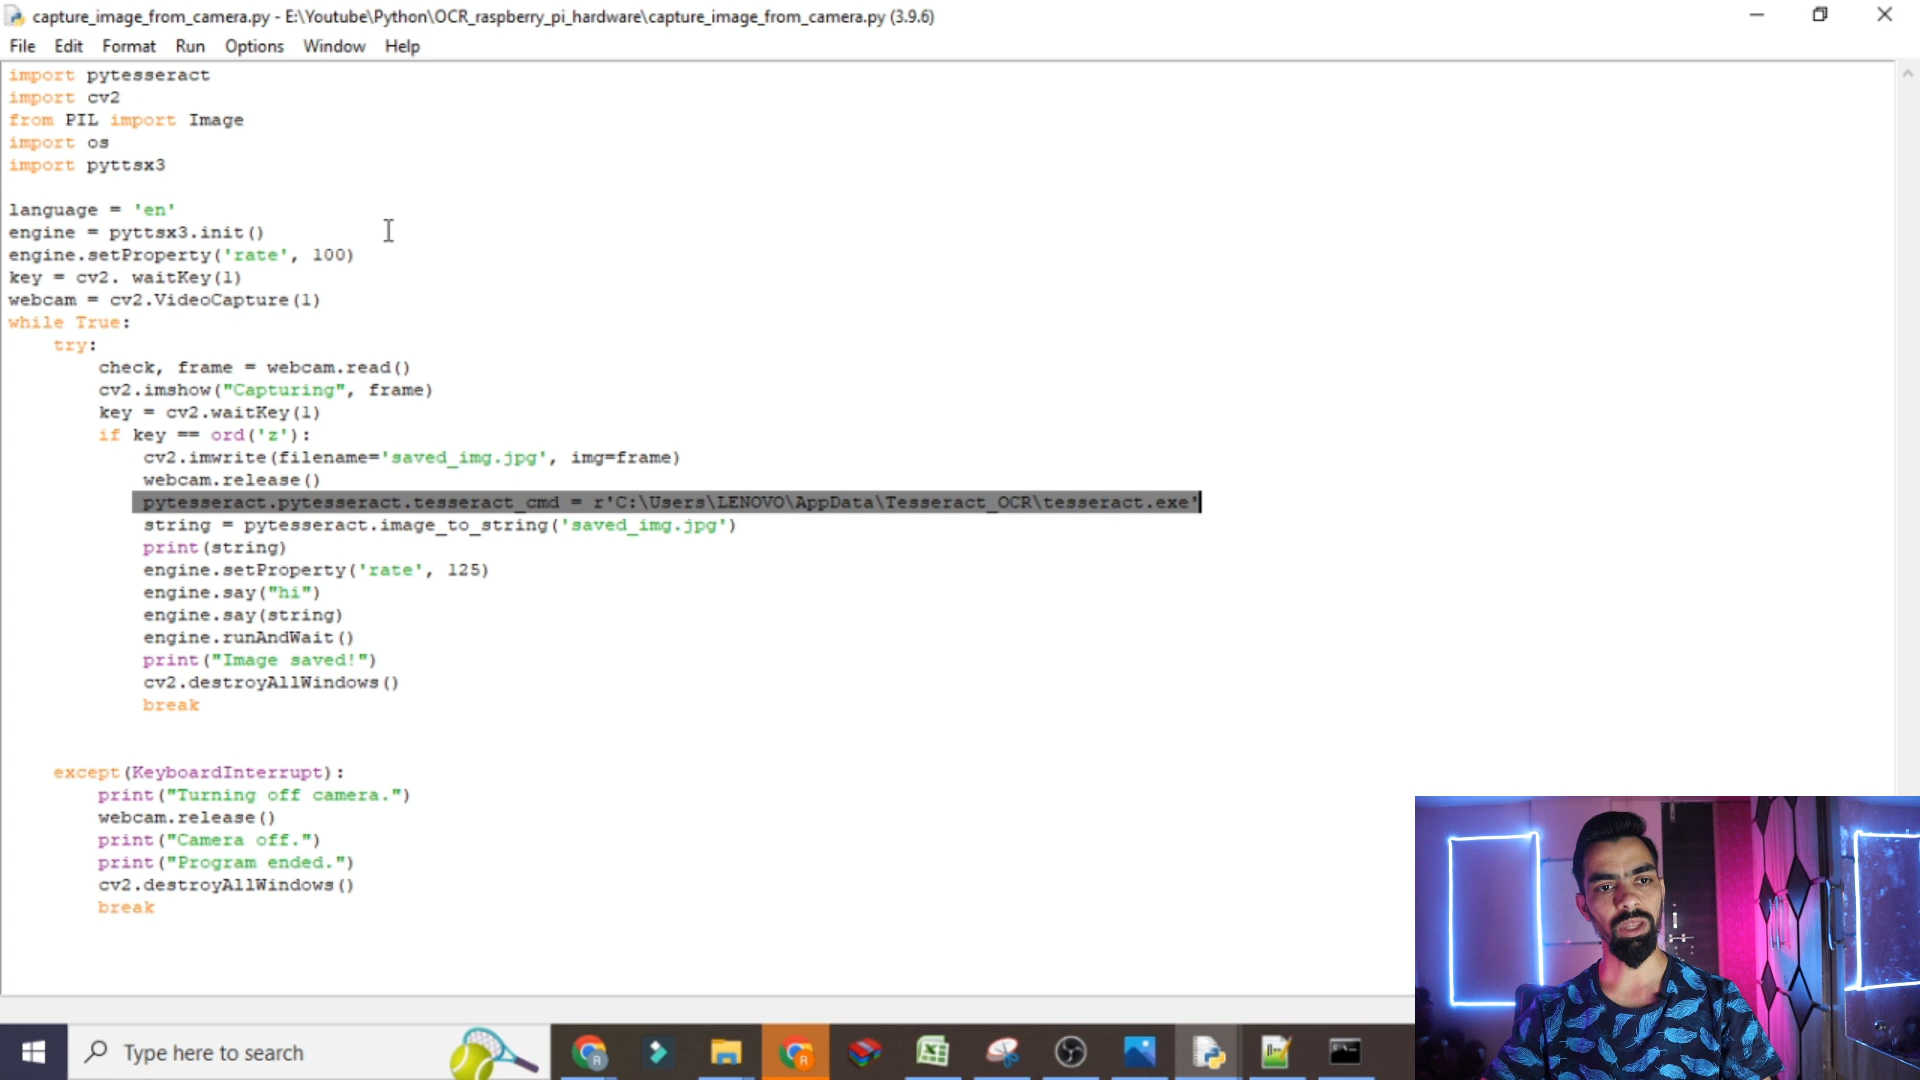 capture_image_from_camera.py - E:\Youtube\Python\OCR_raspberry_pi_hardware\capture_image_from_camera.py (3.9.6)
File Edit Format Run Options Window Help
import pytesseract
import cv2
from PIL import Image
import os
import pyttsx3
language = 'en'
engine = pyttsx3.init()
engine.setProperty('rate', 100)
key = cv2. waitKey(1)
webcam = cv2.VideoCapture(1)
while True:
try:
check, frame = webcam.read()
cv2.imshow("Capturing", frame)
key = cv2.waitKey(1)
if key == ord('z'):
cv2.imwrite(filename='saved_img.jpg', img=frame)
webcam.release()
pytesseract.pytesseract.tesseract_cmd = r'C:\Users\LENOVO\AppData\Tesseract_OCR\tesseract.exe'
string = pytesseract.image_to_string('saved_img.jpg')
print(string)
engine.setProperty('rate', 125)
engine.say("hi")
engine.say(string)
engine.runAndWait()
print("Image saved!")
cv2.destroyAllWindows()
break
except(KeyboardInterrupt):
print("Turning off camera.")
webcam.release()
print("Camera off.")
print("Program ended.")
cv2.destroyAllWindows()
break
Type here to search